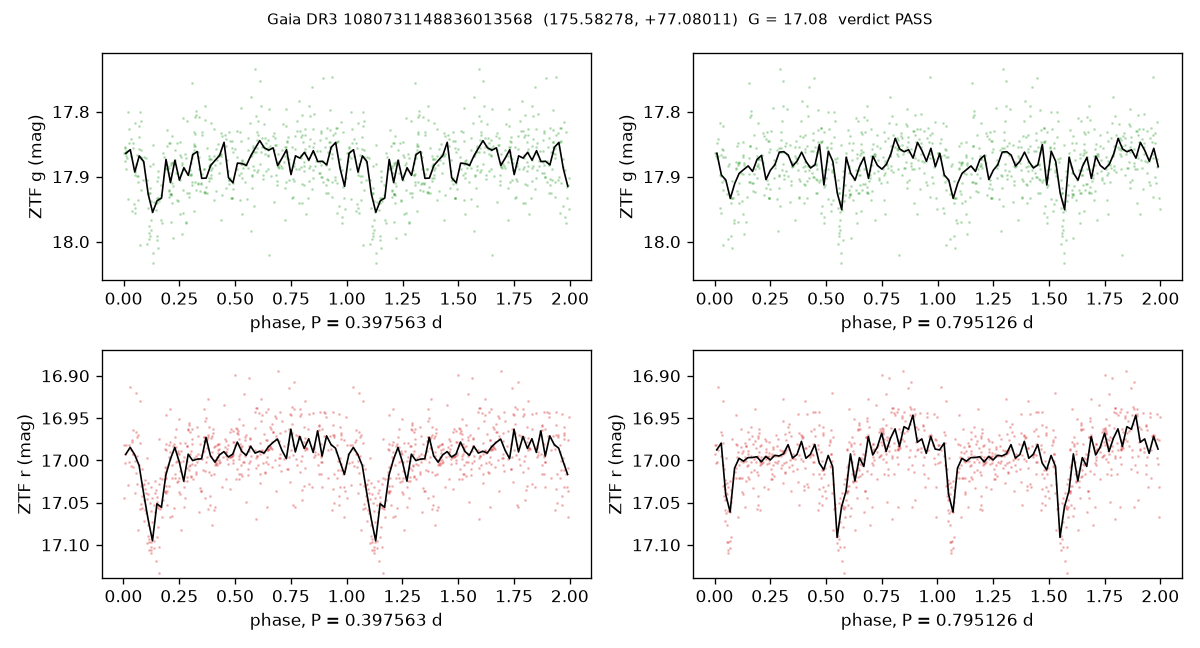 Gaia DR3 1080731148836013568 (175.58278, +77.08011) G = 17.08 verdict PASS
ZTF g (mag)
17.8
17.9
18.0
0.00 0.25 0.50 0.75 1.00 1.25 1.50 1.75 2.00
phase, P = 0.397563 d
ZTF g (mag)
17.8
17.9
18.0
0.00 0.25 0.50 0.75 1.00 1.25 1.50 1.75 2.00
phase, P = 0.795126 d
ZTF r (mag)
16.90
16.95
17.00
17.05
17.10
0.00 0.25 0.50 0.75 1.00 1.25 1.50 1.75 2.00
phase, P = 0.397563 d
ZTF r (mag)
16.90
16.95
17.00
17.05
17.10
0.00 0.25 0.50 0.75 1.00 1.25 1.50 1.75 2.00
phase, P = 0.795126 d